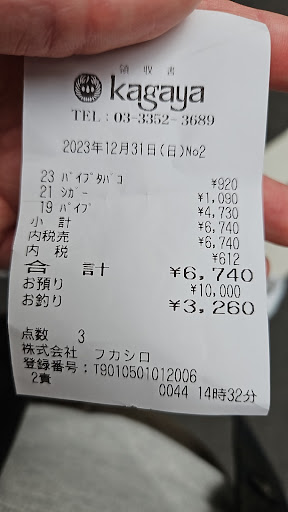 領収書
kagaya
TEL:03-3352-3689
2023年12月31日(日)No2
23 パイプタバコ ¥920
21 シガー ¥1,090
19 パイプ ¥4,730
小 計 ¥6,740
内税売 ¥6,740
内 税 ¥612
合 計 ¥6,740
お預り ¥10,000
お釣り ¥3,260
点数 3
株式会社 フカシロ
登録番号:T9010501012006
2責 0044 14時32分